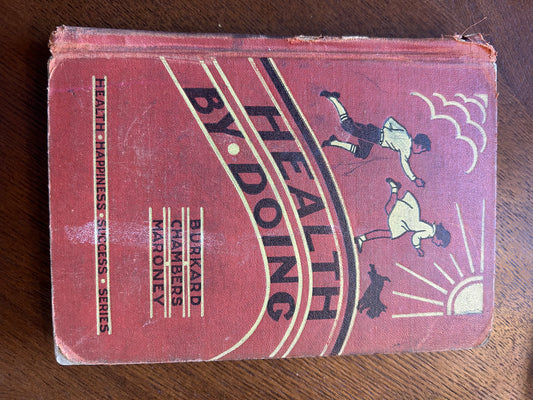 HEALTH
BY · DOING
BURKARD
CHAMBERS
MARONEY
HEALTH · HAPPINESS · SUCCESS · SERIES